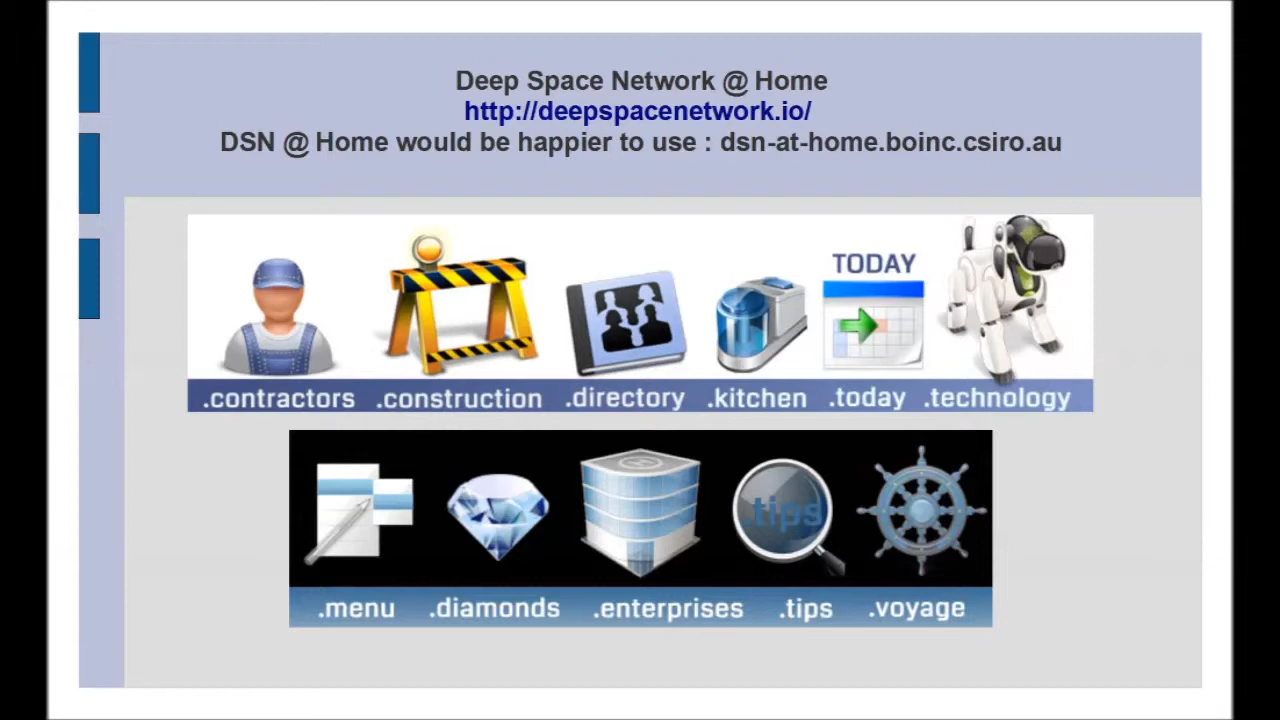 Deep Space Network @ Home
http://deepspacenetwork.io/
DSN @ Home would be happier to use : dsn-at-home.boinc.csiro.au
TODAY
.contractors .construction .directory .kitchen .today .technology
.tips
.menu .diamonds .enterprises .tips .voyage